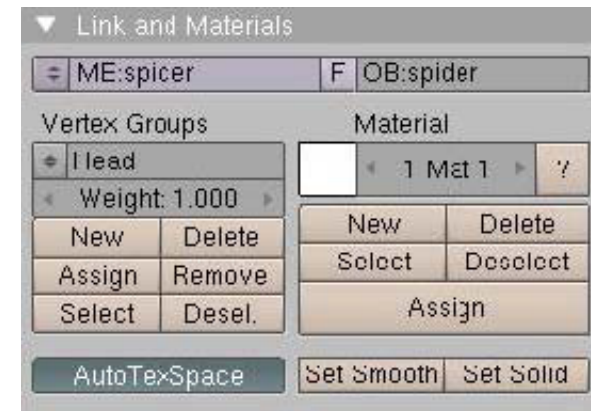 Link and Materials
ME:spicer F OB:spider
Vertex Groups
Head
Weight: 1.000
New Delete
Assign Remove
Select Desel.
AutoTexSpace
Material
1 Mat 1 ?
New Delete
Select Deselect
Assign
Set Smooth Set Solid